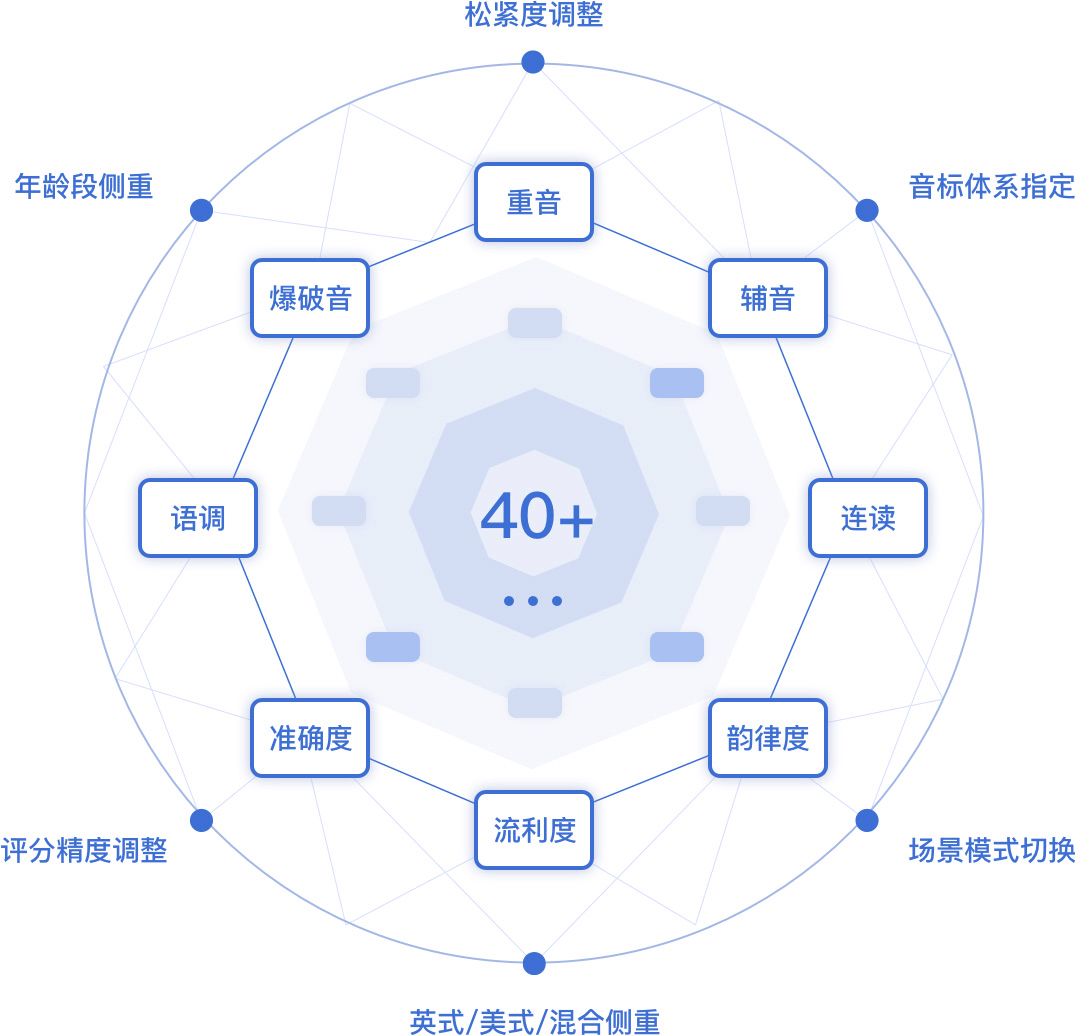 松紧度调整
年龄段侧重
音标体系指定
重音
爆破音
辅音
语调
40+
连读
准确度
韵律度
流利度
评分精度调整
场景模式切换
英式/美式/混合侧重